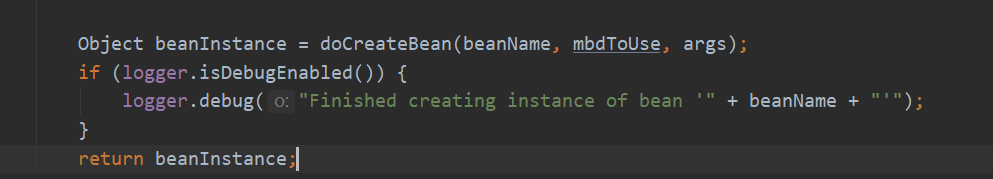 Object beanInstance = doCreateBean(beanName, mbdToUse, args);
if (logger.isDebugEnabled()) {
logger.debug( o: "Finished creating instance of bean '" + beanName + "'");
}
return beanInstance;